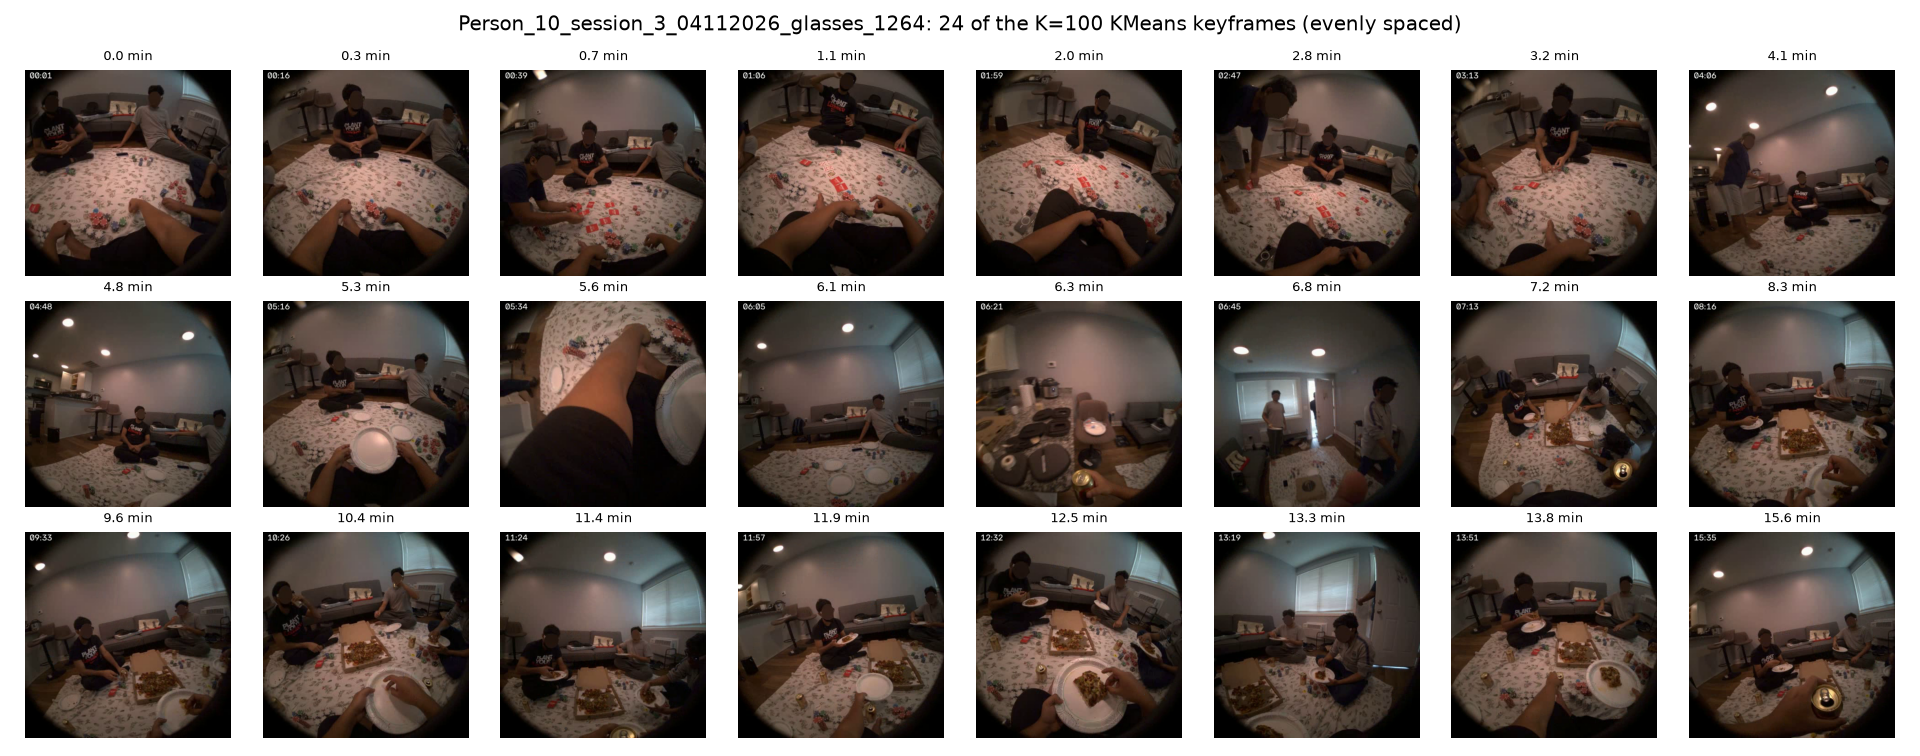 Person_10_session_3_04112026_glasses_1264: 24 of the K=100 KMeans keyframes (evenly spaced)
0.0 min 0.3 min 0.7 min 1.1 min 2.0 min 2.8 min 3.2 min 4.1 min
00:01 00:16 00:39 01:06 01:59 02:47 03:13 04:06
4.8 min 5.3 min 5.6 min 6.1 min 6.3 min 6.8 min 7.2 min 8.3 min
04:48 05:16 05:34 06:05 06:21 06:45 07:13 08:16
9.6 min 10.4 min 11.4 min 11.9 min 12.5 min 13.3 min 13.8 min 15.6 min
09:33 10:26 11:24 11:57 12:32 13:19 13:51 15:35